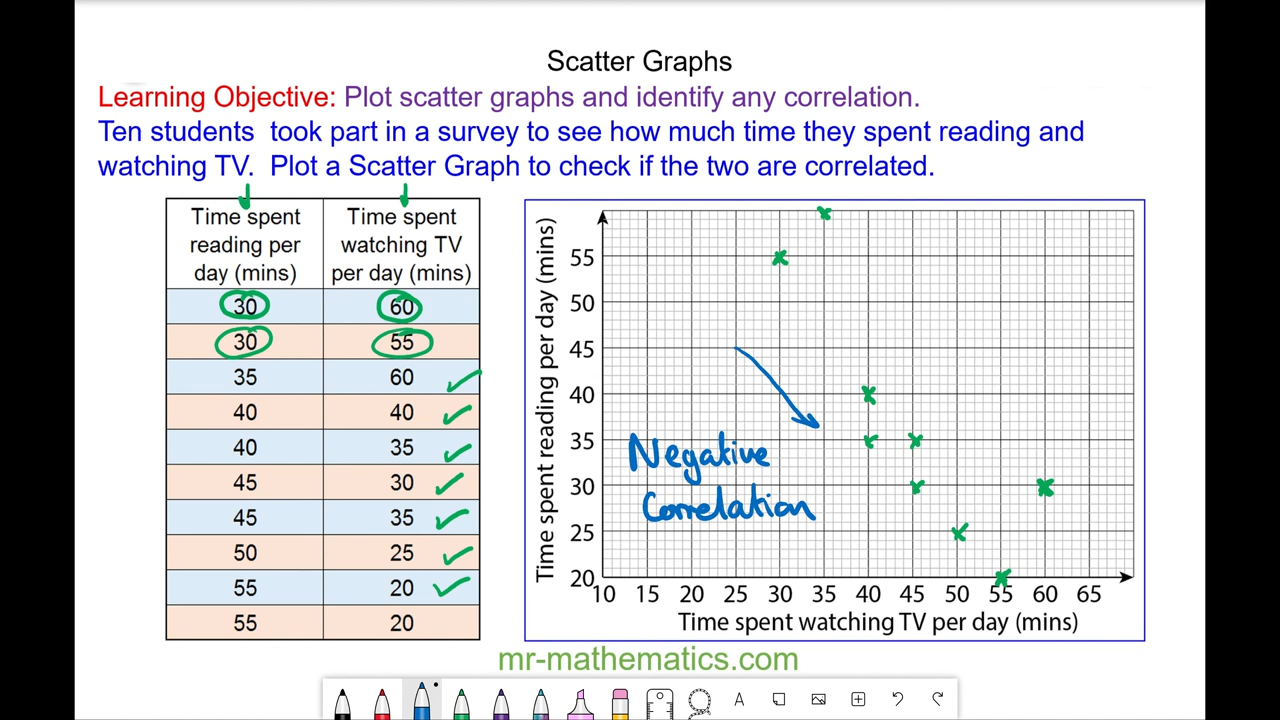 Scatter Graphs
Learning Objective: Plot scatter graphs and identify any correlation.
Ten students took part in a survey to see how much time they spent reading and
watching TV. Plot a Scatter Graph to check if the two are correlated.
Time spent
reading per
day (mins)
Time spent
watching TV
per day (mins)
30 60
30 55
35 60
40 40
40 35
45 30
45 35
50 25
55 20
55 20
Time spent reading per day (mins)
55
50
45
40
35
30
25
20
Negative
Correlation
10 15 20 25 30 35 40 45 50 55 60 65
Time spent watching TV per day (mins)
mr-mathematics.com
A